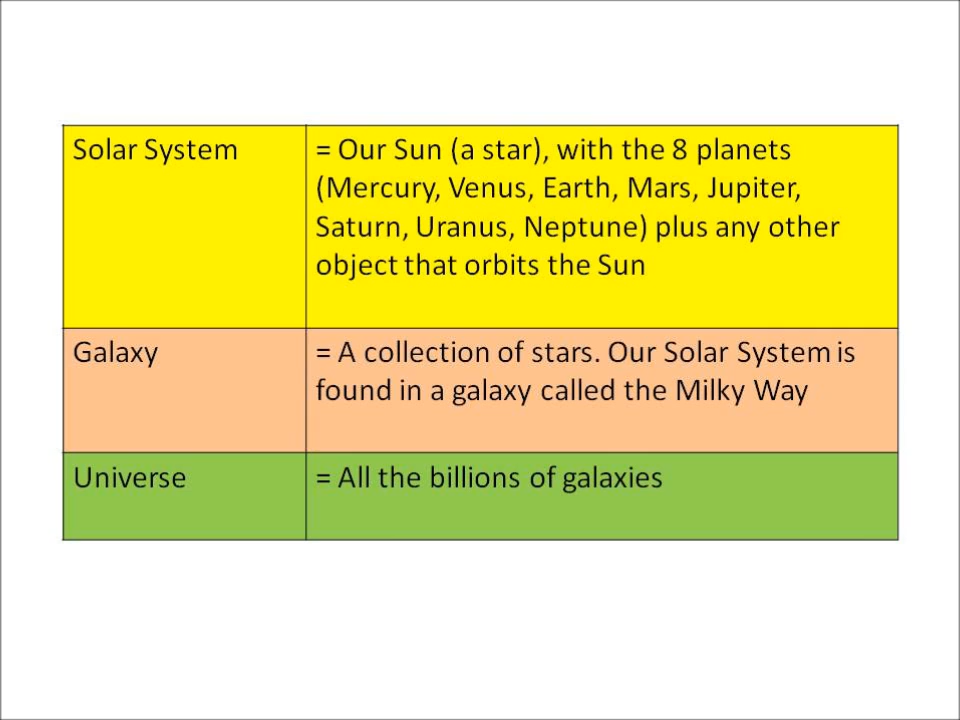 Solar System
= Our Sun (a star), with the 8 planets
(Mercury, Venus, Earth, Mars, Jupiter,
Saturn, Uranus, Neptune) plus any other
object that orbits the Sun
Galaxy
= A collection of stars. Our Solar System is
found in a galaxy called the Milky Way
Universe
= All the billions of galaxies